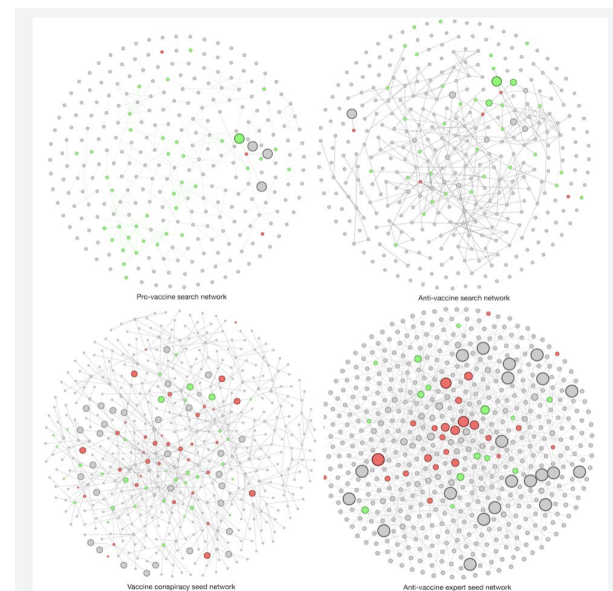 Pro-vaccine search network
Anti-vaccine search network
Vaccine conspiracy seed network
Anti-vaccine expert seed network